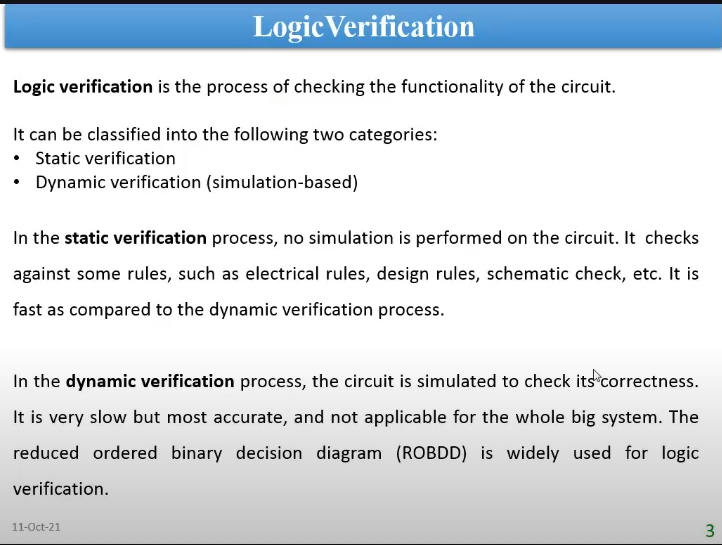 LogicVerification
Logic verification is the process of checking the functionality of the circuit.
It can be classified into the following two categories:
• Static verification
• Dynamic verification (simulation-based)
In the static verification process, no simulation is performed on the circuit. It checks
against some rules, such as electrical rules, design rules, schematic check, etc. It is
fast as compared to the dynamic verification process.
In the dynamic verification process, the circuit is simulated to check its correctness.
It is very slow but most accurate, and not applicable for the whole big system. The
reduced ordered binary decision diagram (ROBDD) is widely used for logic
verification.
11-Oct-21
3